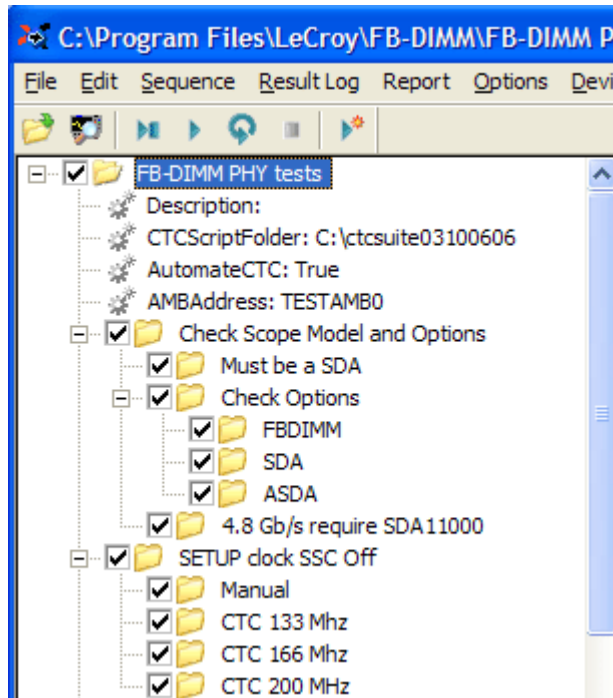 C:\Program Files\LeCroy\FB-DIMM\FB-DIMM P
File Edit Sequence Result Log Report Options Devi
FB-DIMM PHY tests
Description:
CTCScriptFolder: C:\ctcsuite03100606
AutomateCTC: True
AMBAddress: TESTAMB0
Check Scope Model and Options
Must be a SDA
Check Options
FBDIMM
SDA
ASDA
4.8 Gb/s require SDA11000
SETUP clock SSC Off
Manual
CTC 133 Mhz
CTC 166 Mhz
CTC 200 MHz